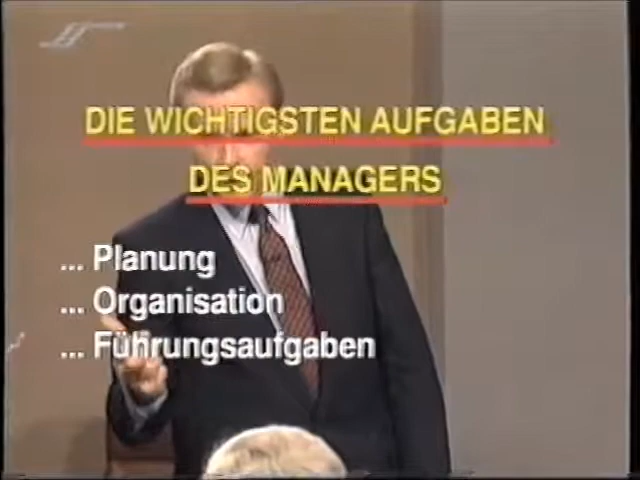 DIE WICHTIGSTEN AUFGABEN
DES MANAGERS
... Planung
... Organisation
... Führungsaufgaben